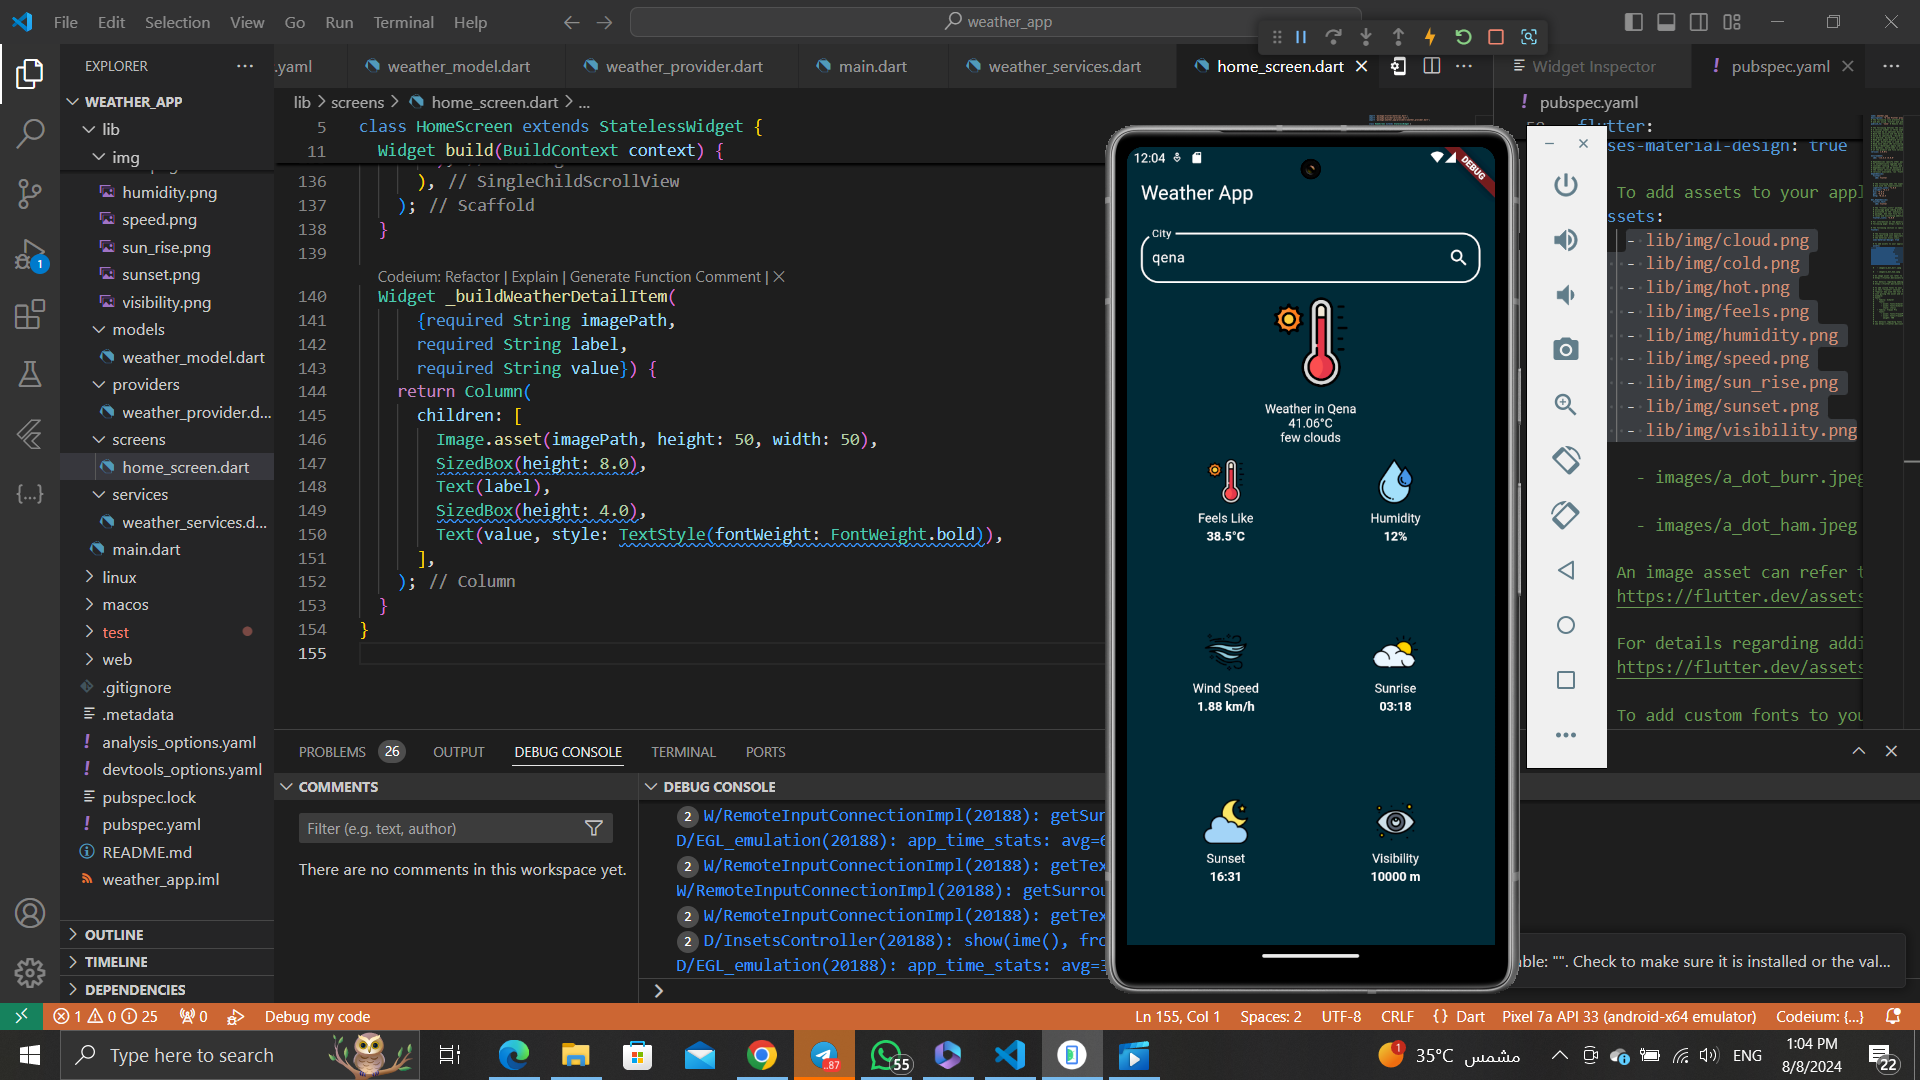 File Edit Selection View Go Run Terminal Help
weather_app
EXPLORER
.yaml
weather_model.dart
weather_provider.dart
main.dart
weather_services.dart
home_screen.dart
Widget Inspector
! pubspec.yaml
WEATHER_APP
lib
img
humidity.png
speed.png
sun_rise.png
sunset.png
visibility.png
models
weather_model.dart
providers
weather_provider.d...
screens
home_screen.dart
services
weather_services.d...
main.dart
linux
macos
test
web
.gitignore
.metadata
! analysis_options.yaml
! devtools_options.yaml
pubspec.lock
! pubspec.yaml
README.md
weather_app.iml
OUTLINE
TIMELINE
DEPENDENCIES
1
lib > screens > home_screen.dart > ...
5 class HomeScreen extends StatelessWidget {
11 Widget build(BuildContext context) {
136 ), // SingleChildScrollView
137 ); // Scaffold
138 }
139
Codeium: Refactor | Explain | Generate Function Comment | X
140 Widget _buildWeatherDetailItem(
141 {required String imagePath,
142 required String label,
143 required String value}) {
144 return Column(
145 children: [
146 Image.asset(imagePath, height: 50, width: 50),
147 SizedBox(height: 8.0),
148 Text(label),
149 SizedBox(height: 4.0),
150 Text(value, style: TextStyle(fontWeight: FontWeight.bold)),
151 ],
152 ); // Column
153 }
154 }
155
12:04
DEBUG
Weather App
City
qena
Weather in Qena
41.06°C
few clouds
Feels Like
38.5°C
Humidity
12%
Wind Speed
1.88 km/h
Sunrise
03:18
Sunset
16:31
Visibility
10000 m
! pubspec.yaml
flutter:
ses-material-design: true
To add assets to your appl
ssets:
- lib/img/cloud.png
- lib/img/cold.png
- lib/img/hot.png
- lib/img/feels.png
- lib/img/humidity.png
- lib/img/speed.png
- lib/img/sun_rise.png
- lib/img/sunset.png
- lib/img/visibility.png
- images/a_dot_burr.jpeg
- images/a_dot_ham.jpeg
An image asset can refer t
https://flutter.dev/assets
For details regarding addi
https://flutter.dev/assets
To add custom fonts to you
PROBLEMS 26 OUTPUT DEBUG CONSOLE TERMINAL PORTS
COMMENTS
Filter (e.g. text, author)
There are no comments in this workspace yet.
DEBUG CONSOLE
2 W/RemoteInputConnectionImpl(20188): getSur
D/EGL_emulation(20188): app_time_stats: avg=6
2 W/RemoteInputConnectionImpl(20188): getTex
W/RemoteInputConnectionImpl(20188): getSurrou
2 W/RemoteInputConnectionImpl(20188): getTex
2 D/InsetsController(20188): show(ime(), fro
D/EGL_emulation(20188): app_time_stats: avg=3
ble: "". Check to make sure it is installed or the val...
1 0 25 0 Debug my code
Ln 155, Col 1 Spaces: 2 UTF-8 CRLF {} Dart Pixel 7a API 33 (android-x64 emulator) Codeium: {...}
Type here to search
..87
55
1
35°C مشمس
ENG
1:04 PM
8/8/2024
22